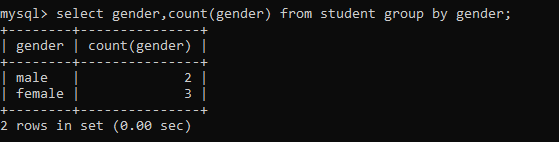 mysql> select gender,count(gender) from student group by gender;
+--------+---------------+
| gender | count(gender) |
+--------+---------------+
| male   |             2 |
| female |             3 |
+--------+---------------+
2 rows in set (0.00 sec)